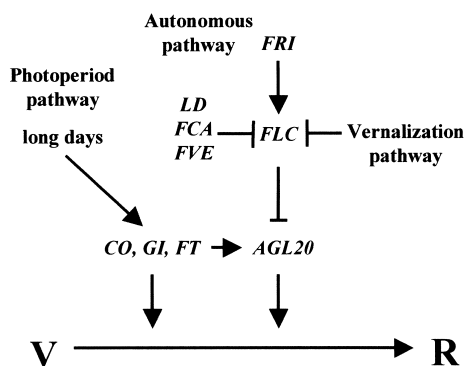 Autonomous
pathway
FRI
Photoperiod
pathway
long days
LD
FCA
FVE
FLC
Vernalization
pathway
CO, GI, FT
AGL20
V
R